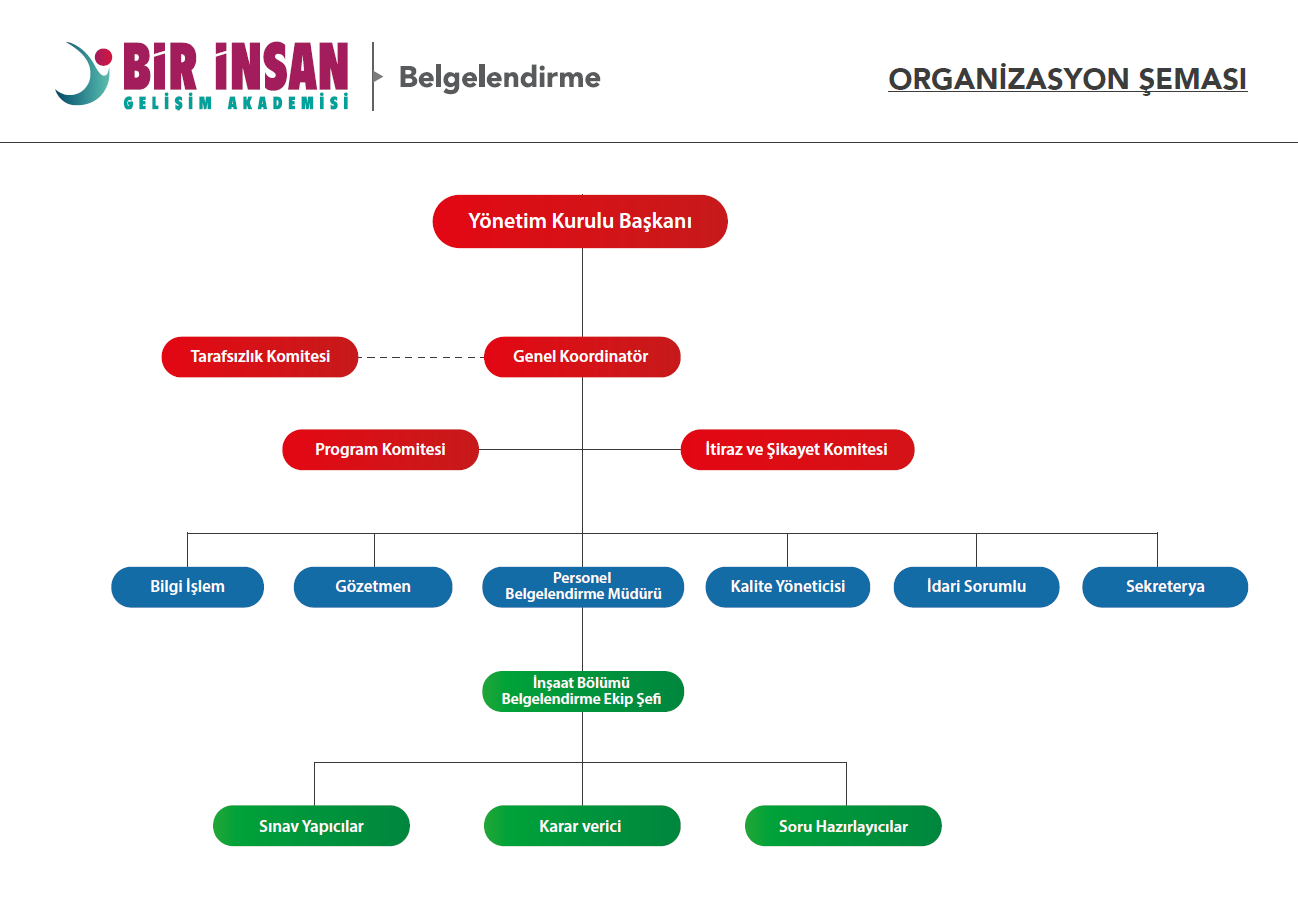 BİR İNSAN
GELİŞİM AKADEMİSİ
Belgelendirme
ORGANİZASYON ŞEMASI
Yönetim Kurulu Başkanı
Tarafsızlık Komitesi
Genel Koordinatör
Program Komitesi
İtiraz ve Şikayet Komitesi
Bilgi İşlem
Gözetmen
Personel
Belgelendirme Müdürü
Kalite Yöneticisi
İdari Sorumlu
Sekreterya
İnşaat Bölümü
Belgelendirme Ekip Şefi
Sınav Yapıcılar
Karar verici
Soru Hazırlayıcılar